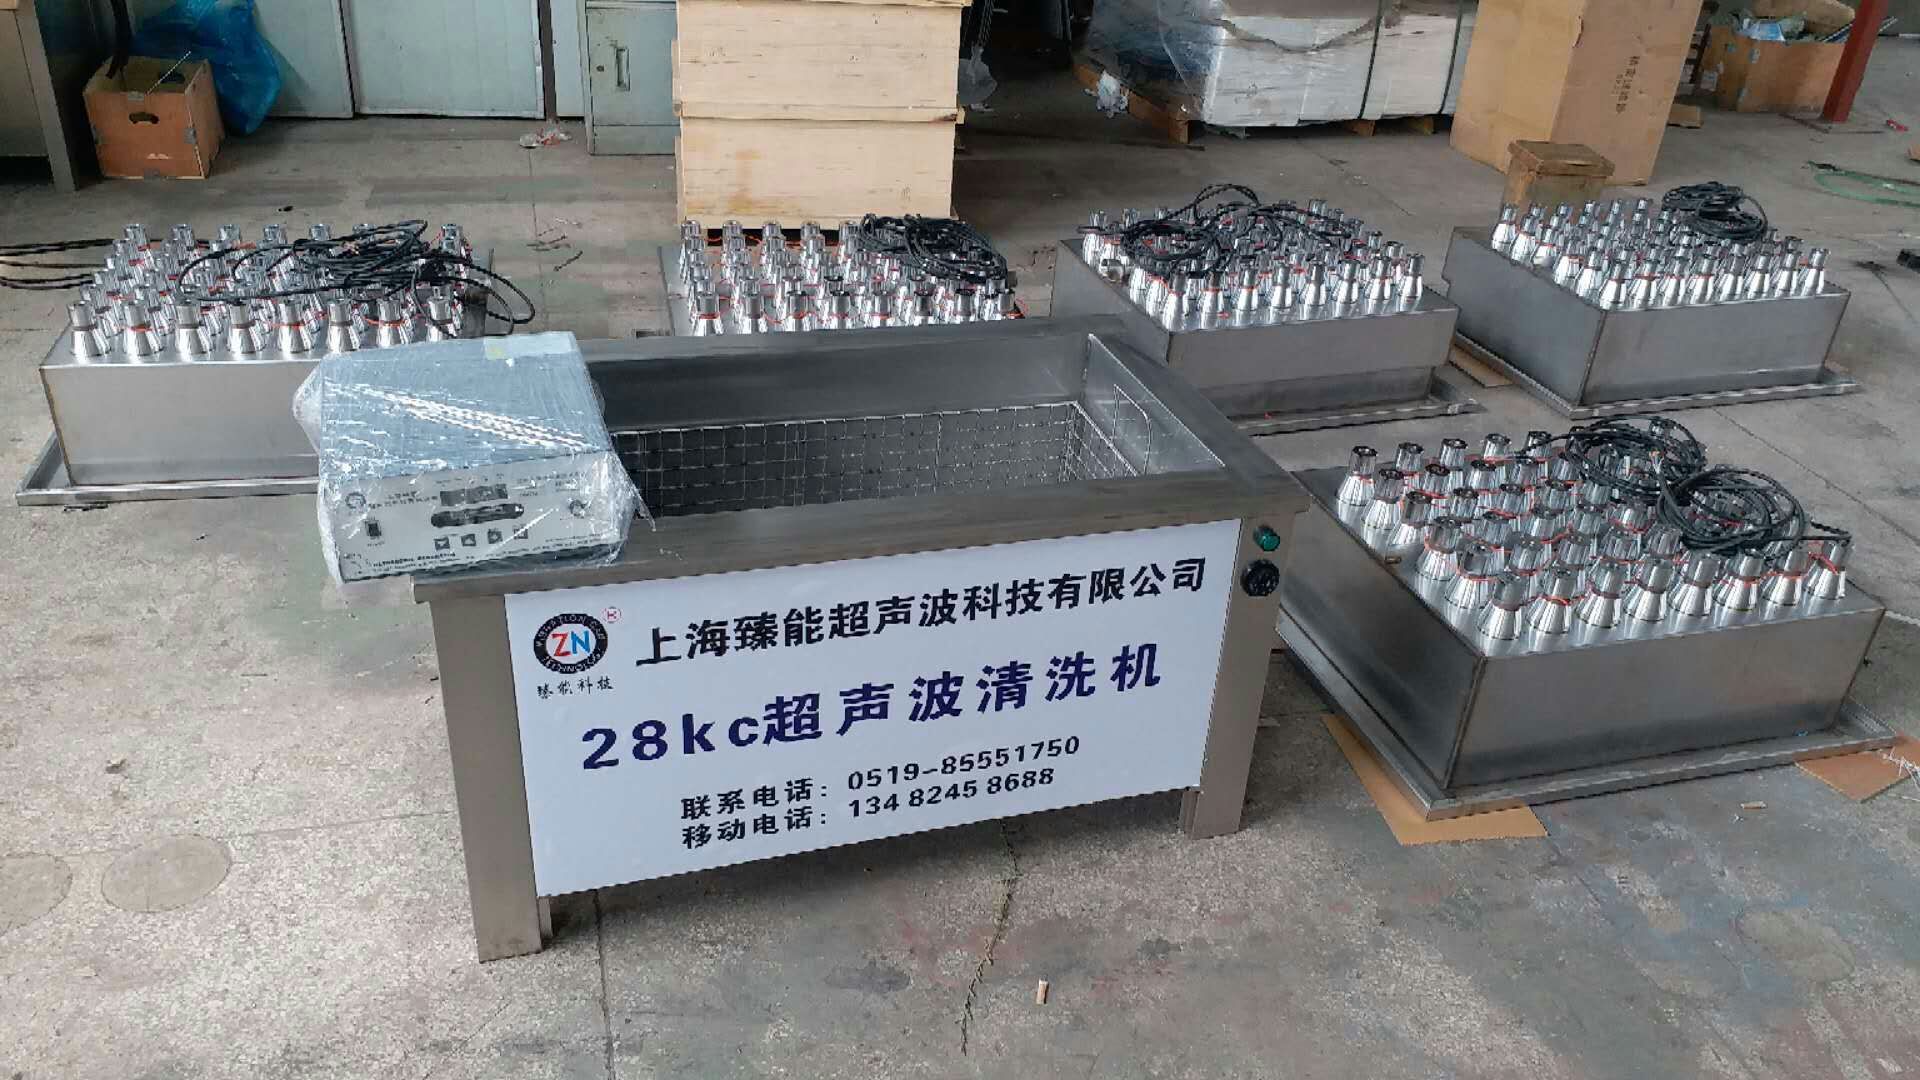 ZN
R
臻能科技
上海臻能超声波科技有限公司
28kc超声波清洗机
联系电话：0519-85551750
移动电话：134 8245 8688